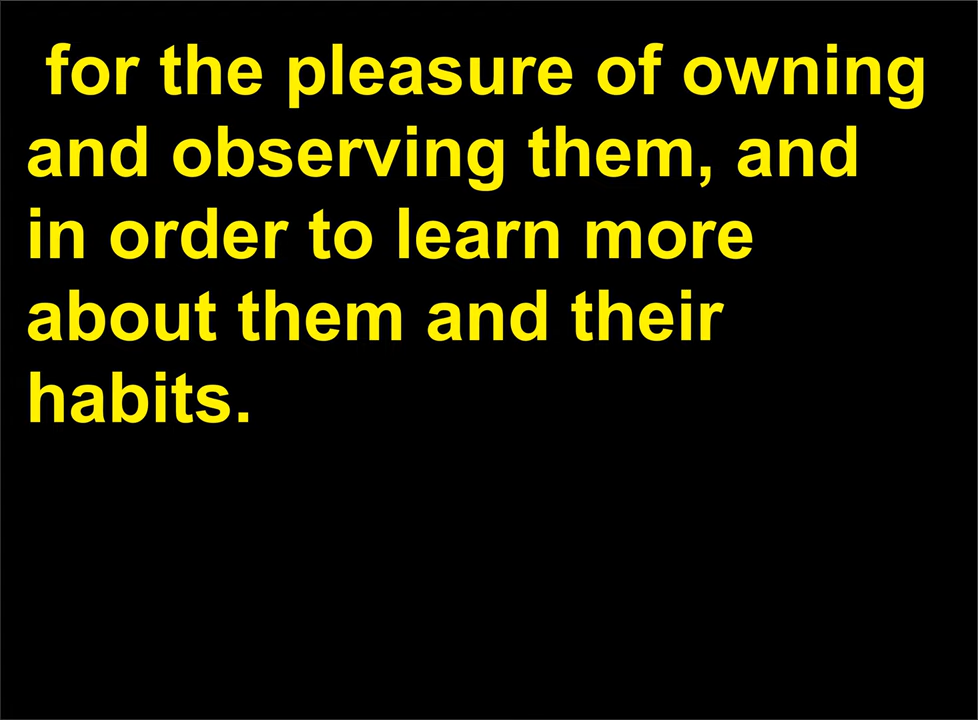 for the pleasure of owning
and observing them, and
in order to learn more
about them and their
habits.